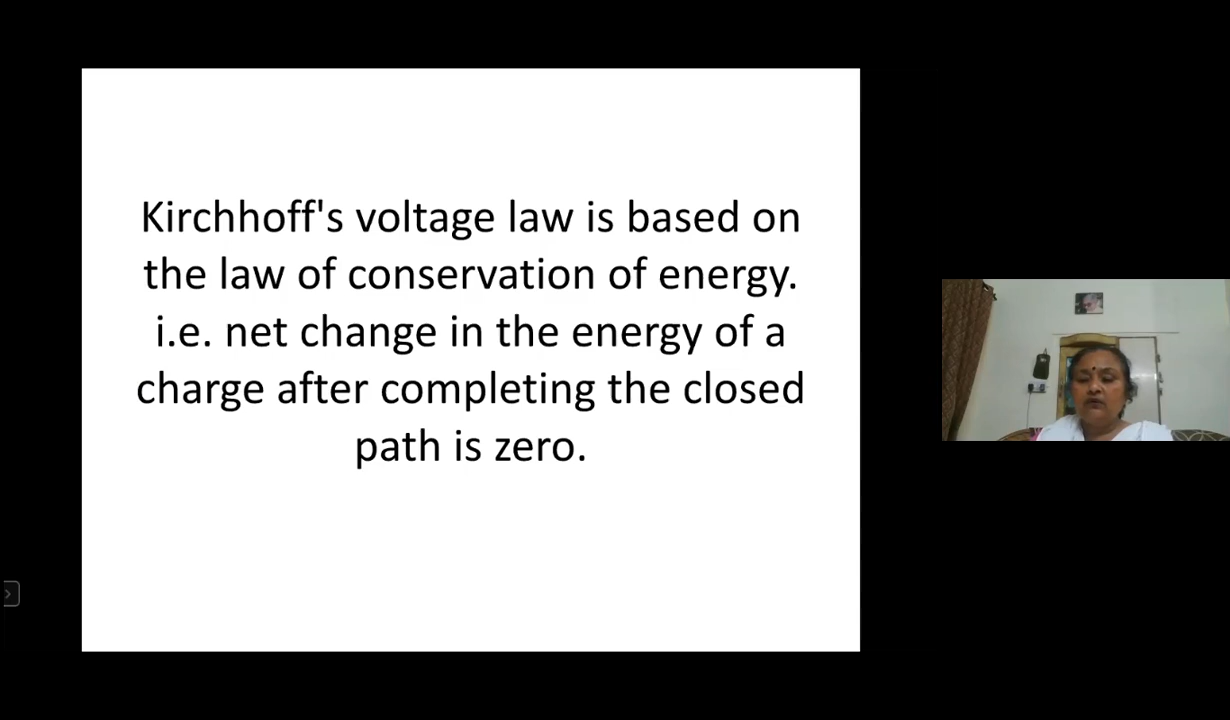 Kirchhoff's voltage law is based on
the law of conservation of energy.
i.e. net change in the energy of a
charge after completing the closed
path is zero.